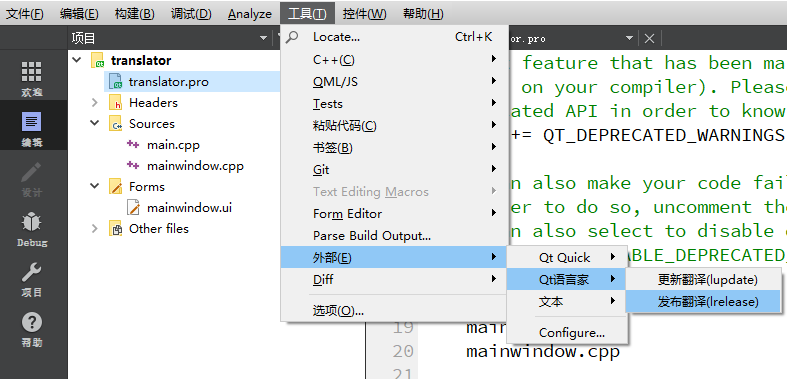 文件(F) 编辑(E) 构建(B) 调试(D) Analyze 工具(T) 控件(W) 帮助(H)
项目
欢迎
编辑
设计
Debug
项目
帮助
translator
translator.pro
Headers
Sources
main.cpp
mainwindow.cpp
Forms
mainwindow.ui
Other files
Locate... Ctrl+K
C++(C)
QML/JS
Tests
粘贴代码(C)
书签(B)
Git
Text Editing Macros
Form Editor
Parse Build Output...
外部(E)
Diff
选项(O)...
Qt Quick
Qt语言家
文本
Configure...
更新翻译(lupdate)
发布翻译(lrelease)
or.pro
feature that has been ma
on your compiler). Please
ated API in order to know
+= QT_DEPRECATED_WARNINGS
n also make your code fail
er to do so, uncomment the
n also select to disable
ABLE_DEPRECATED_
19 main
20 mainwindow.cpp
21